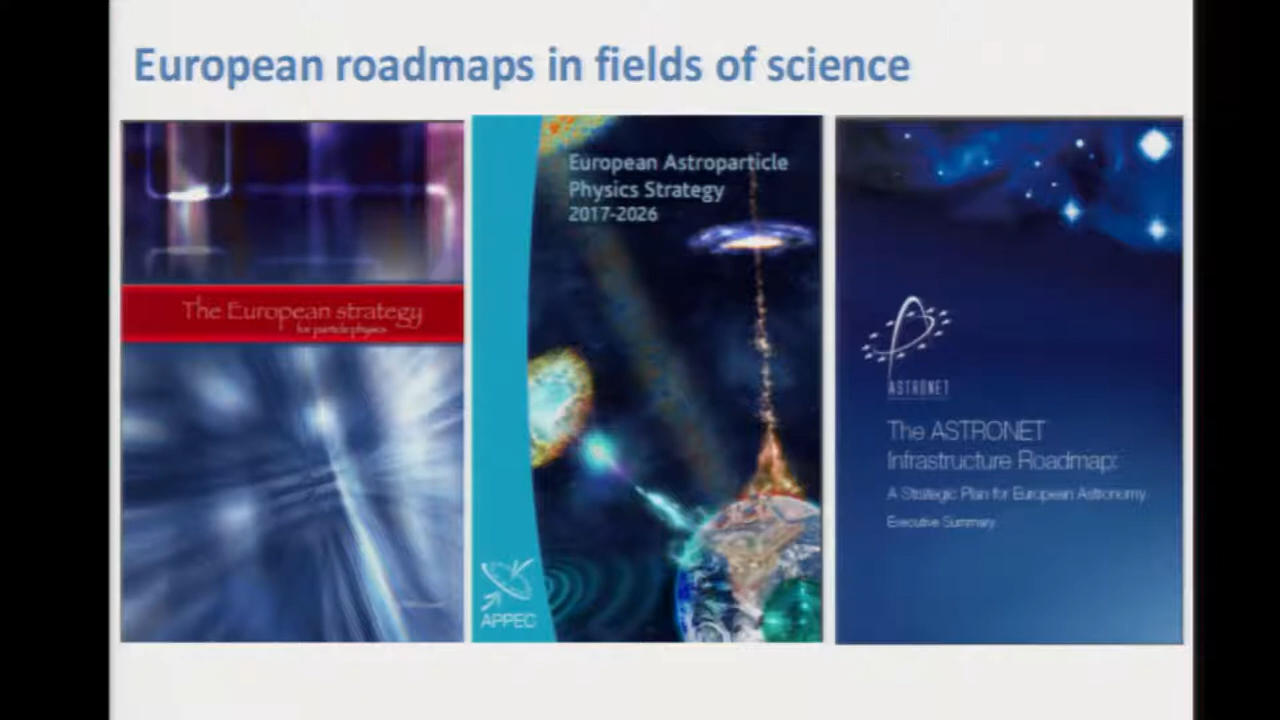 European roadmaps in fields of science
The European strategy
for particle physics
European Astroparticle
Physics Strategy
2017-2026
APPEC
ASTRONET
The ASTRONET
Infrastructure Roadmap:
A Strategic Plan for European Astronomy
Executive Summary